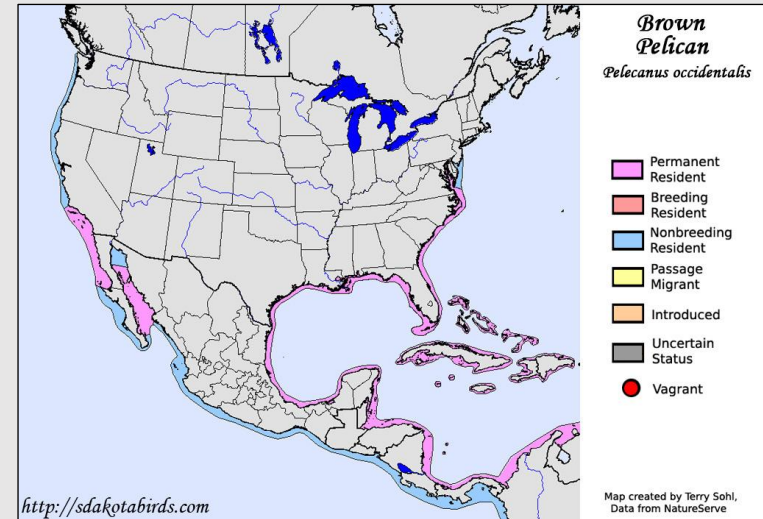 Brown
Pelican
Pelecanus occidentalis
Permanent
Resident
Breeding
Resident
Nonbreeding
Resident
Passage
Migrant
Introduced
Uncertain
Status
Vagrant
http://sdakotabirds.com
Map created by Terry Sohl,
Data from NatureServe